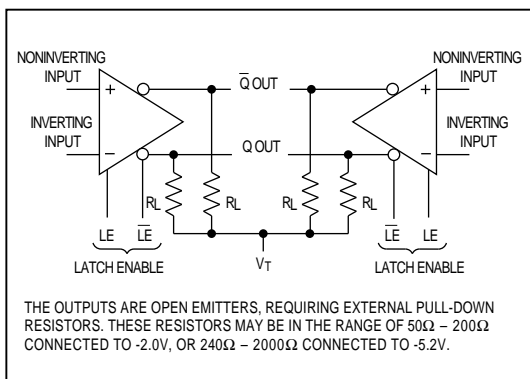 NONINVERTING
INPUT
Q̅ OUT
NONINVERTING
INPUT
+
+
INVERTING
INPUT
Q OUT
INVERTING
INPUT
–
–
RL
RL
RL
RL
LE
L̅E̅
L̅E̅
LE
LATCH ENABLE
VT
LATCH ENABLE
THE OUTPUTS ARE OPEN EMITTERS, REQUIRING EXTERNAL PULL-DOWN
RESISTORS. THESE RESISTORS MAY BE IN THE RANGE OF 50Ω – 200Ω
CONNECTED TO -2.0V, OR 240Ω – 2000Ω CONNECTED TO -5.2V.